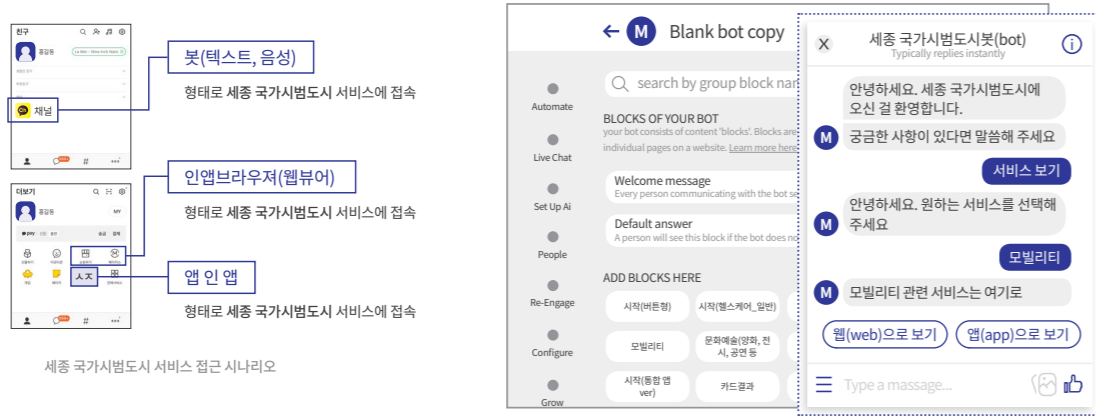 친구
홍길동
채널
봇(텍스트, 음성)
형태로 세종 국가시범도시 서비스에 접속
더보기
홍길동
MY
pay
송금
결제
ㅅㅈ
인앱브라우져(웹뷰어)
형태로 세종 국가시범도시 서비스에 접속
앱 인 앱
형태로 세종 국가시범도시 서비스에 접속
세종 국가시범도시 서비스 접근 시나리오
M
Blank bot copy
Automate
Live Chat
Set Up Ai
People
Re-Engage
Configure
Grow
search by group block nar
BLOCKS OF YOUR BOT
your bot consists of content 'blocks'. Blocks are
individual pages on a website. Learn more here
Welcome message
Every person communicating with the bot se
Default answer
A person will see this block if the bot does no
ADD BLOCKS HERE
시작(버튼형)
시작(헬스케어_일반)
모빌리티
문화예술(양화, 전
시, 공연 등
시작(통합 앱
ver)
카드결과
X
세종 국가시범도시봇(bot)
Typically replies instantly
i
안녕하세요. 세종 국가시범도시에
오신 걸 환영합니다.
M
궁금한 사항이 있다면 말씀해 주세요
서비스 보기
안녕하세요. 원하는 서비스를 선택해
주세요
M
모빌리티
M
모빌리티 관련 서비스는 여기로
웹(web)으로 보기
앱(app)으로 보기
Type a massage...